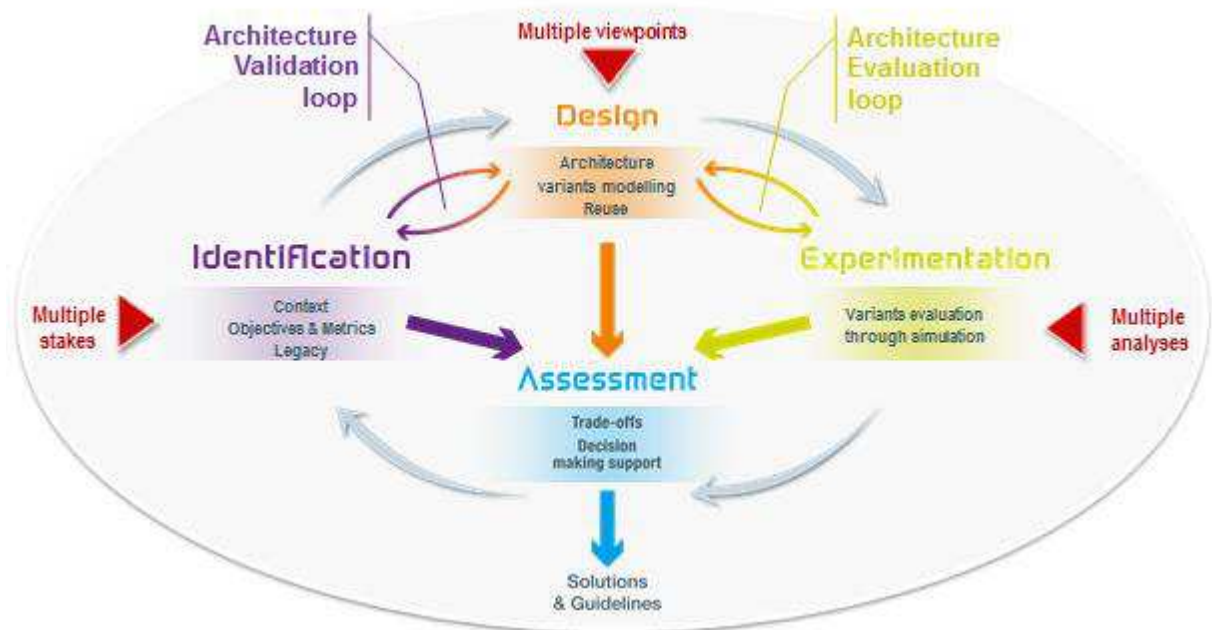 Architecture
Validation
loop
Multiple viewpoints
Architecture
Evaluation
loop
Design
Architecture
variants modelling
Reuse
Identification
Context
Objectives & Metrics
Legacy
Experimentation
Variants evaluation
through simulation
Multiple
stakes
Multiple
analyses
Assessment
Trade-offs
Decision
making support
Solutions
& Guidelines